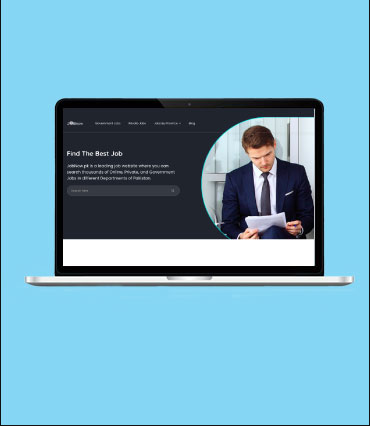 JobNow
Government Jobs Private Jobs Jobs By Province Blog
Find The Best Job
JobNow.pk is a leading job website where you can
search thousands of Online, Private, and Government
Jobs in different Departments of Pakistan.
Search Here